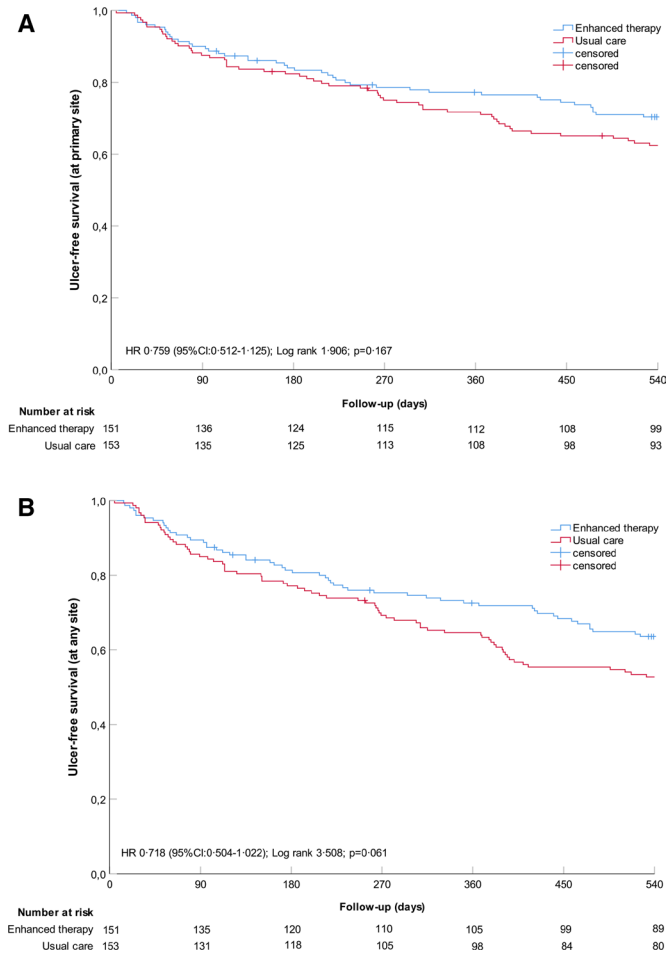 A
Enhanced therapy
Usual care
censored
censored
Ulcer-free survival (at primary site)
1,0
0,8
0,6
0,4
0,2
0,0
HR 0·759 (95%CI:0·512-1·125); Log rank 1·906; p=0·167
0 90 180 270 360 450 540
Follow-up (days)
Number at risk
Enhanced therapy 151 136 124 115 112 108 99
Usual care 153 135 125 113 108 98 93
B
Enhanced therapy
Usual care
censored
censored
Ulcer-free survival (at any site)
1,0
0,8
0,6
0,4
0,2
0,0
HR 0·718 (95%CI:0·504-1·022); Log rank 3·508; p=0·061
0 90 180 270 360 450 540
Follow-up (days)
Number at risk
Enhanced therapy 151 135 120 110 105 99 89
Usual care 153 131 118 105 98 84 80